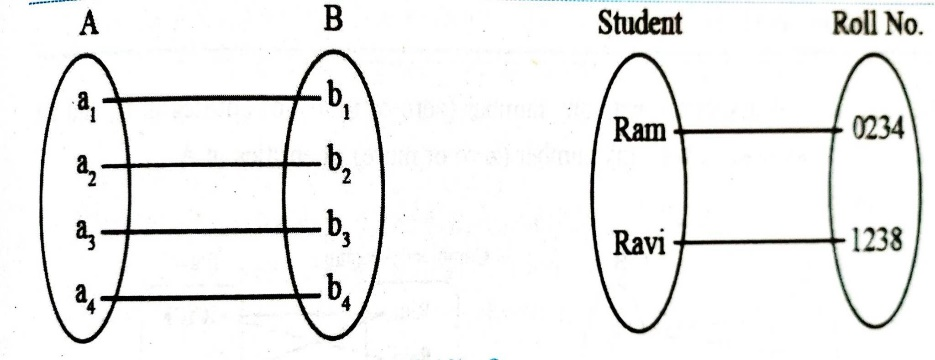 A B Student Roll No.
a₁ b₁
Ram 0234
a₂ b₂
a₃ b₃
Ravi 1238
a₄ b₄